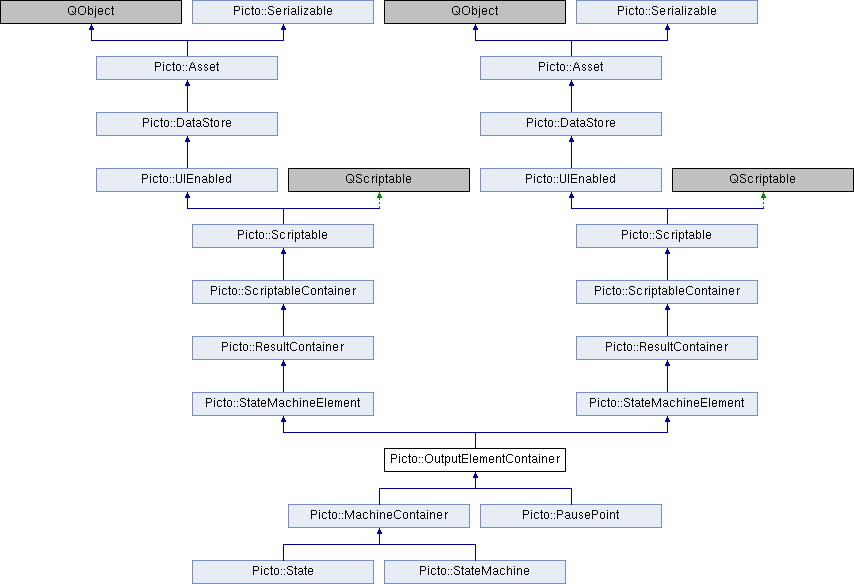 QObject
Picto::Serializable
QObject
Picto::Serializable
Picto::Asset
Picto::Asset
Picto::DataStore
Picto::DataStore
Picto::UIEnabled
QScriptable
Picto::UIEnabled
QScriptable
Picto::Scriptable
Picto::Scriptable
Picto::ScriptableContainer
Picto::ScriptableContainer
Picto::ResultContainer
Picto::ResultContainer
Picto::StateMachineElement
Picto::StateMachineElement
Picto::OutputElementContainer
Picto::MachineContainer
Picto::PausePoint
Picto::State
Picto::StateMachine